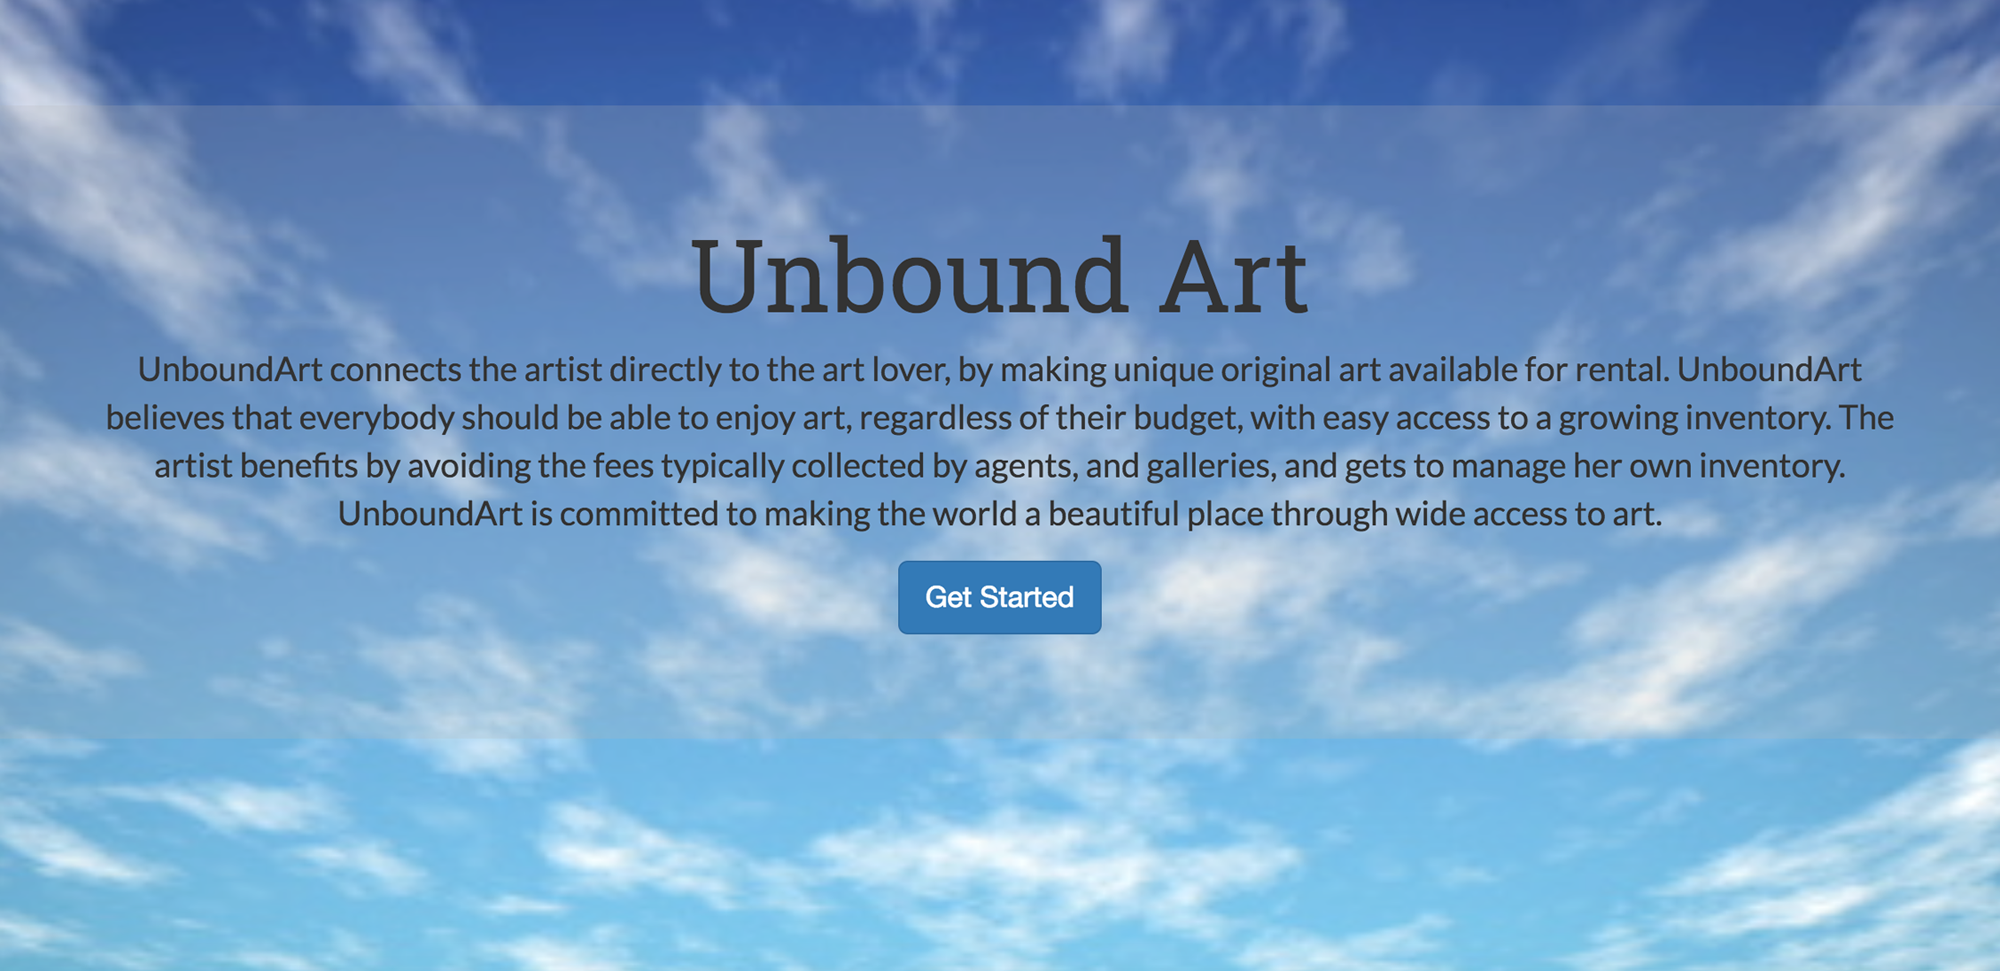 Unbound Art
UnboundArt connects the artist directly to the art lover, by making unique original art available for rental. UnboundArt
believes that everybody should be able to enjoy art, regardless of their budget, with easy access to a growing inventory. The
artist benefits by avoiding the fees typically collected by agents, and galleries, and gets to manage her own inventory.
UnboundArt is committed to making the world a beautiful place through wide access to art.
Get Started